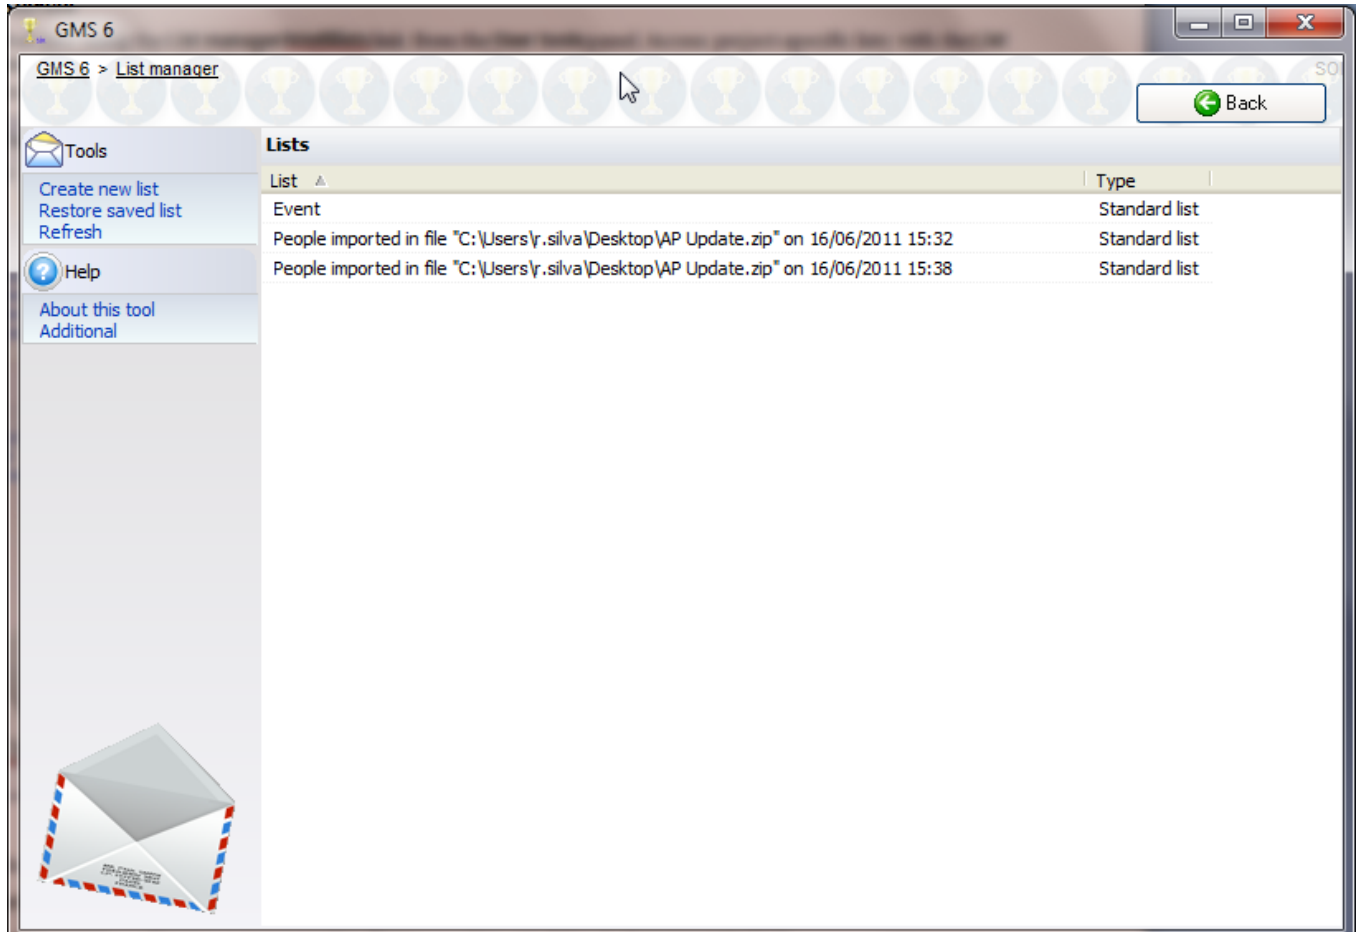 GMS 6
GMS 6 > List manager
SO
Back
Tools
Create new list
Restore saved list
Refresh
Help
About this tool
Additional
Lists
List Type
Event Standard list
People imported in file "C:\Users\r.silva\Desktop\AP Update.zip" on 16/06/2011 15:32 Standard list
People imported in file "C:\Users\r.silva\Desktop\AP Update.zip" on 16/06/2011 15:38 Standard list